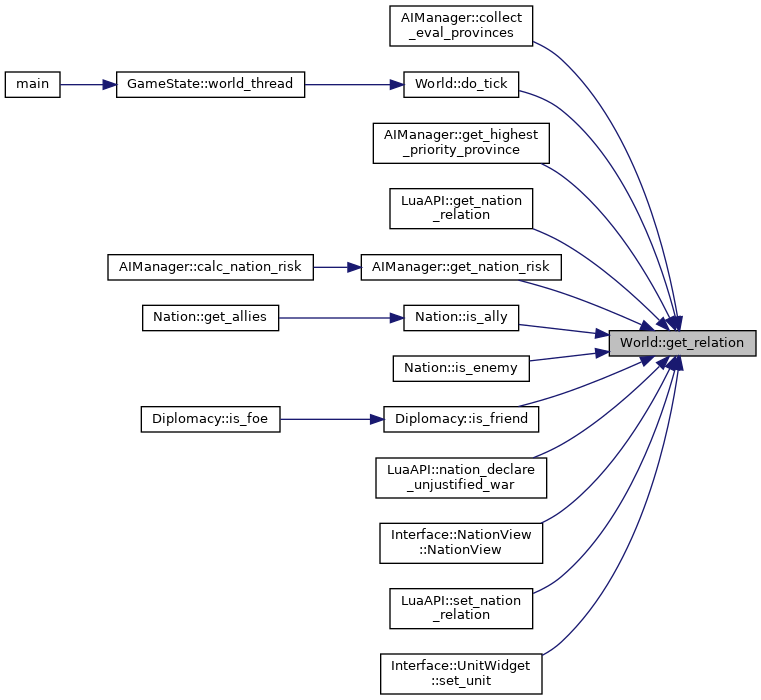 AIManager::collect
_eval_provinces
main
GameState::world_thread
World::do_tick
AIManager::get_highest
_priority_province
LuaAPI::get_nation
_relation
AIManager::calc_nation_risk
AIManager::get_nation_risk
Nation::get_allies
Nation::is_ally
World::get_relation
Nation::is_enemy
Diplomacy::is_foe
Diplomacy::is_friend
LuaAPI::nation_declare
_unjustified_war
Interface::NationView
::NationView
LuaAPI::set_nation
_relation
Interface::UnitWidget
::set_unit